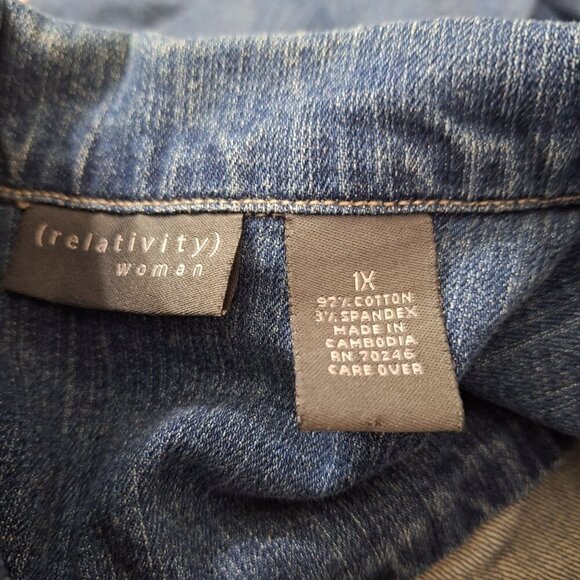 (relativity)
woman
1X
97% COTTON
3% SPANDEX
MADE IN
CAMBODIA
RN 70246
CARE OVER